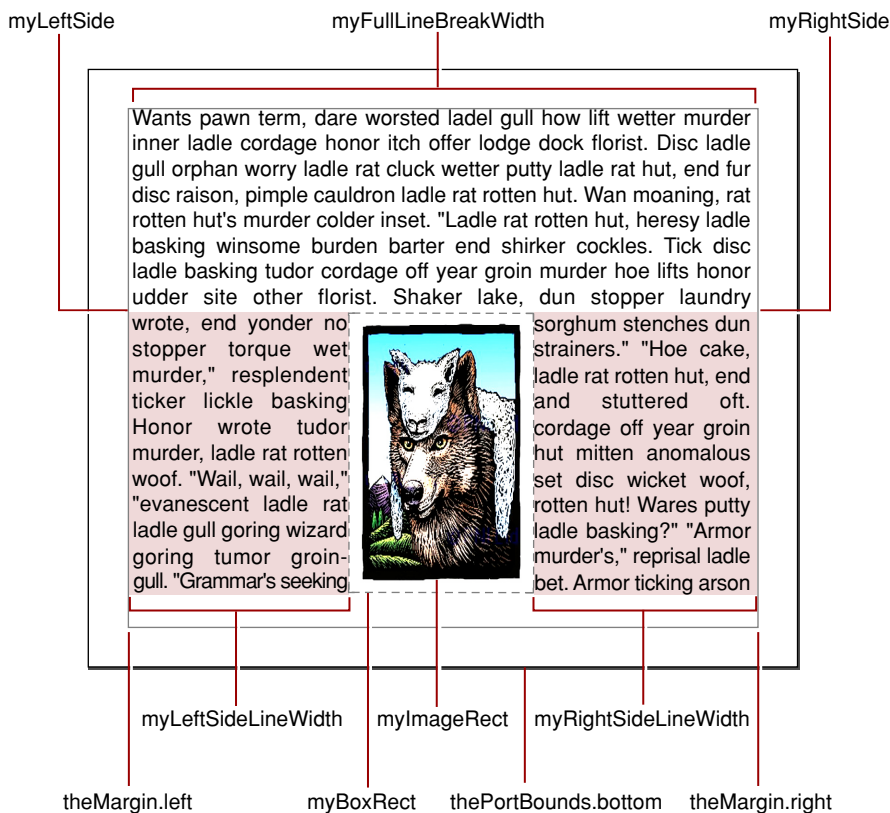 myLeftSide
myFullLineBreakWidth
myRightSide
Wants pawn term, dare worsted ladel gull how lift wetter murder
inner ladle cordage honor itch offer lodge dock florist. Disc ladle
gull orphan worry ladle rat cluck wetter putty ladle rat hut, end fur
disc raison, pimple cauldron ladle rat rotten hut. Wan moaning, rat
rotten hut's murder colder inset. "Ladle rat rotten hut, heresy ladle
basking winsome burden barter end shirker cockles. Tick disc
ladle basking tudor cordage off year groin murder hoe lifts honor
udder site other florist. Shaker lake, dun stopper laundry
wrote, end yonder no
stopper torque wet
murder," resplendent
ticker lickle basking
Honor wrote tudor
murder, ladle rat rotten
woof. "Wail, wail, wail,"
"evanescent ladle rat
ladle gull goring wizard
goring tumor groin-
gull. "Grammar's seeking
sorghum stenches dun
strainers." "Hoe cake,
ladle rat rotten hut, end
and stuttered oft.
cordage off year groin
hut mitten anomalous
set disc wicket woof,
rotten hut! Wares putty
ladle basking?" "Armor
murder's," reprisal ladle
bet. Armor ticking arson
myLeftSideLineWidth
myImageRect
myRightSideLineWidth
theMargin.left
myBoxRect
thePortBounds.bottom
theMargin.right